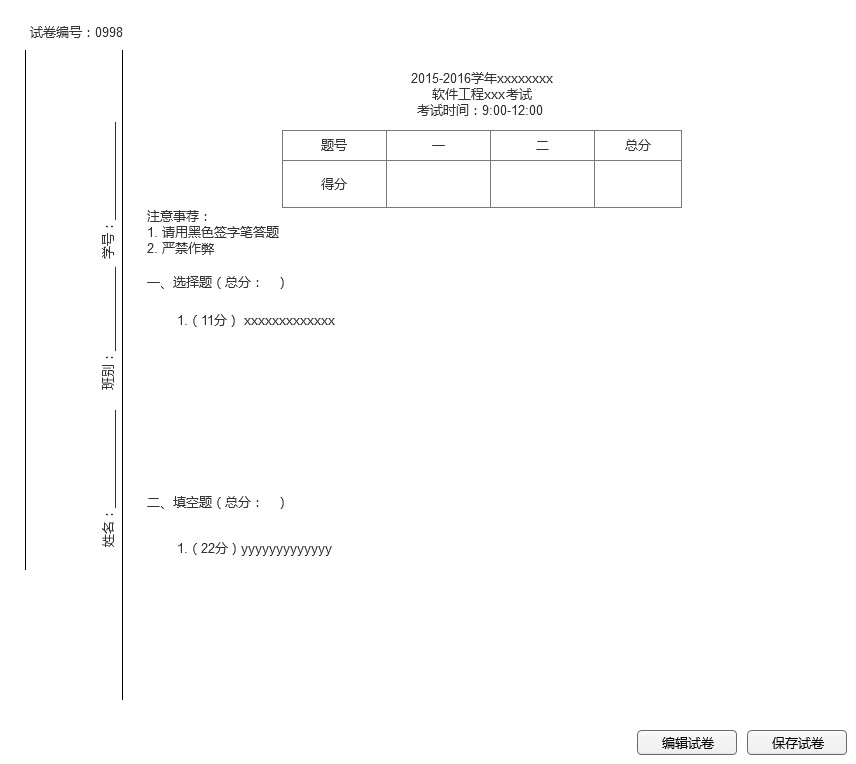 试卷编号：0998
2015-2016学年xxxxxxxx
软件工程xxx考试
考试时间：9:00-12:00
题号 一 二 总分
得分
注意事荐：
1. 请用黑色签字笔答题
2. 严禁作弊
学号：
班别：
姓名：
一、选择题（总分： ）
1.（11分） xxxxxxxxxxxxx
二、填空题（总分： ）
1.（22分）yyyyyyyyyyyyy
编辑试卷 保存试卷